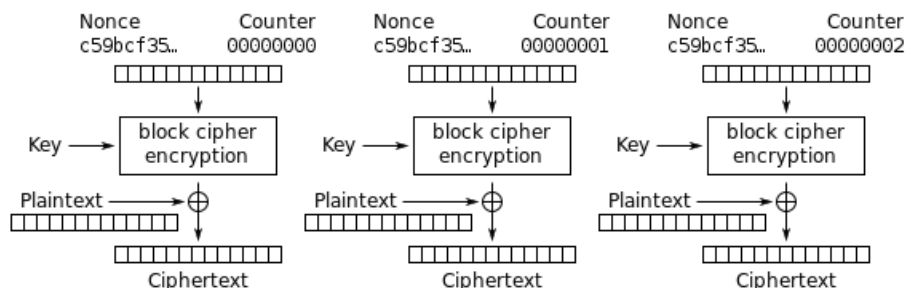 Nonce Counter Nonce Counter Nonce Counter
c59bcf35… 00000000 c59bcf35… 00000001 c59bcf35… 00000002
Key block cipher encryption Key block cipher encryption Key block cipher encryption
Plaintext Plaintext Plaintext
Ciphertext Ciphertext Ciphertext